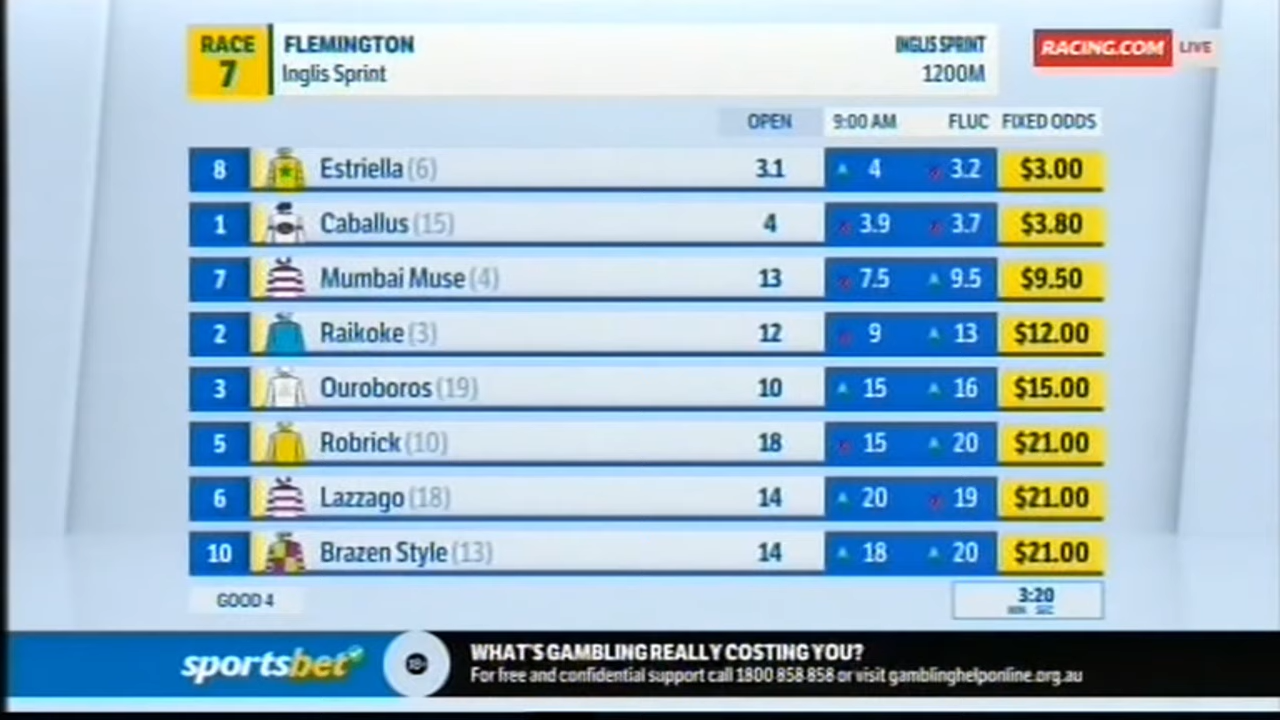 RACE 7
FLEMINGTON
Inglis Sprint
INGLIS SPRINT
1200M
RACING.COM LIVE
OPEN 9:00 AM FLUC FIXED ODDS
8 Estriella (6) 3.1 4 3.2 $3.00
1 Caballus (15) 4 3.9 3.7 $3.80
7 Mumbai Muse (4) 13 7.5 9.5 $9.50
2 Raikoke (3) 12 9 13 $12.00
3 Ouroboros (19) 10 15 16 $15.00
5 Robrick (10) 18 15 20 $21.00
6 Lazzago (18) 14 20 19 $21.00
10 Brazen Style (13) 14 18 20 $21.00
GOOD 4
3:20
MIN SEC
sportsbet
18+
WHAT'S GAMBLING REALLY COSTING YOU?
For free and confidential support call 1800 858 858 or visit gamblinghelponline.org.au